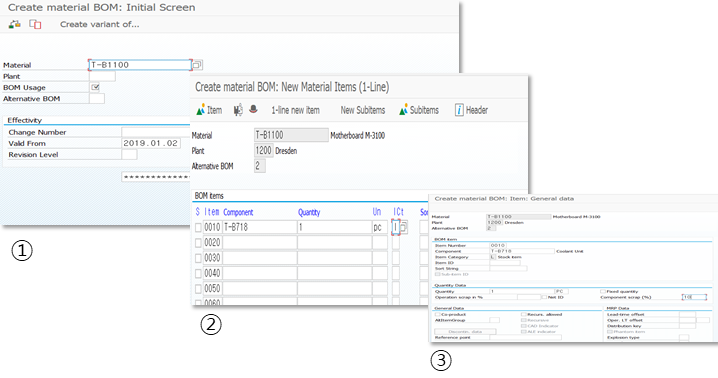 Create material BOM: Initial Screen
Create variant of...
Material T-B1100
Plant
BOM Usage
Alternative BOM
Effectivity
Change Number
Valid From 2019.01.02
Revision Level
①
Create material BOM: New Material Items (1-Line)
Item 1-line new item New Subitems Subitems Header
Material T-B1100 Motherboard M-3100
Plant 1200 Dresden
Alternative BOM 2
BOM items
S Item Component Quantity Un ICt
0010 T-B718 1 pc l
0020
0030
0040
0050
0060
②
Create material BOM: Item: General data
Material T-B1100 Motherboard M-3100
Plant 1200 Dresden
Alternative BOM 2
BOM item
Item Number 0010
Component T-B718 Coolant Unit
Item Category L Stock item
Item ID
Sort String
Sub-item ID
Quantity Data
Quantity 1 PC Fixed quantity
Operation scrap in % Net ID Component scrap (%) 10
General Data MRP Data
Co-product Recurs. allowed Lead-time offset
AltItemGroup Recursive Oper. LT offset
CAD Indicator Distribution key
Discontin. data ALE indicator Phantom item
Reference point Explosion type
③